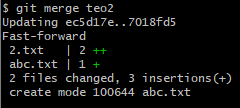 $ git merge teo2
Updating ec5d17e..7018fd5
Fast-forward
 2.txt   | 2 ++
 abc.txt | 1 +
 2 files changed, 3 insertions(+)
 create mode 100644 abc.txt